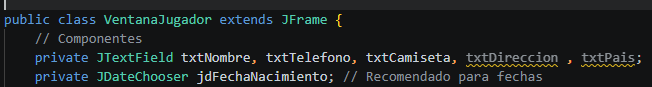 public class VentanaJugador extends JFrame {
// Componentes
private JTextField txtNombre, txtTelefono, txtCamiseta, txtDireccion , txtPais;
private JDateChooser jdFechaNacimiento; // Recomendado para fechas